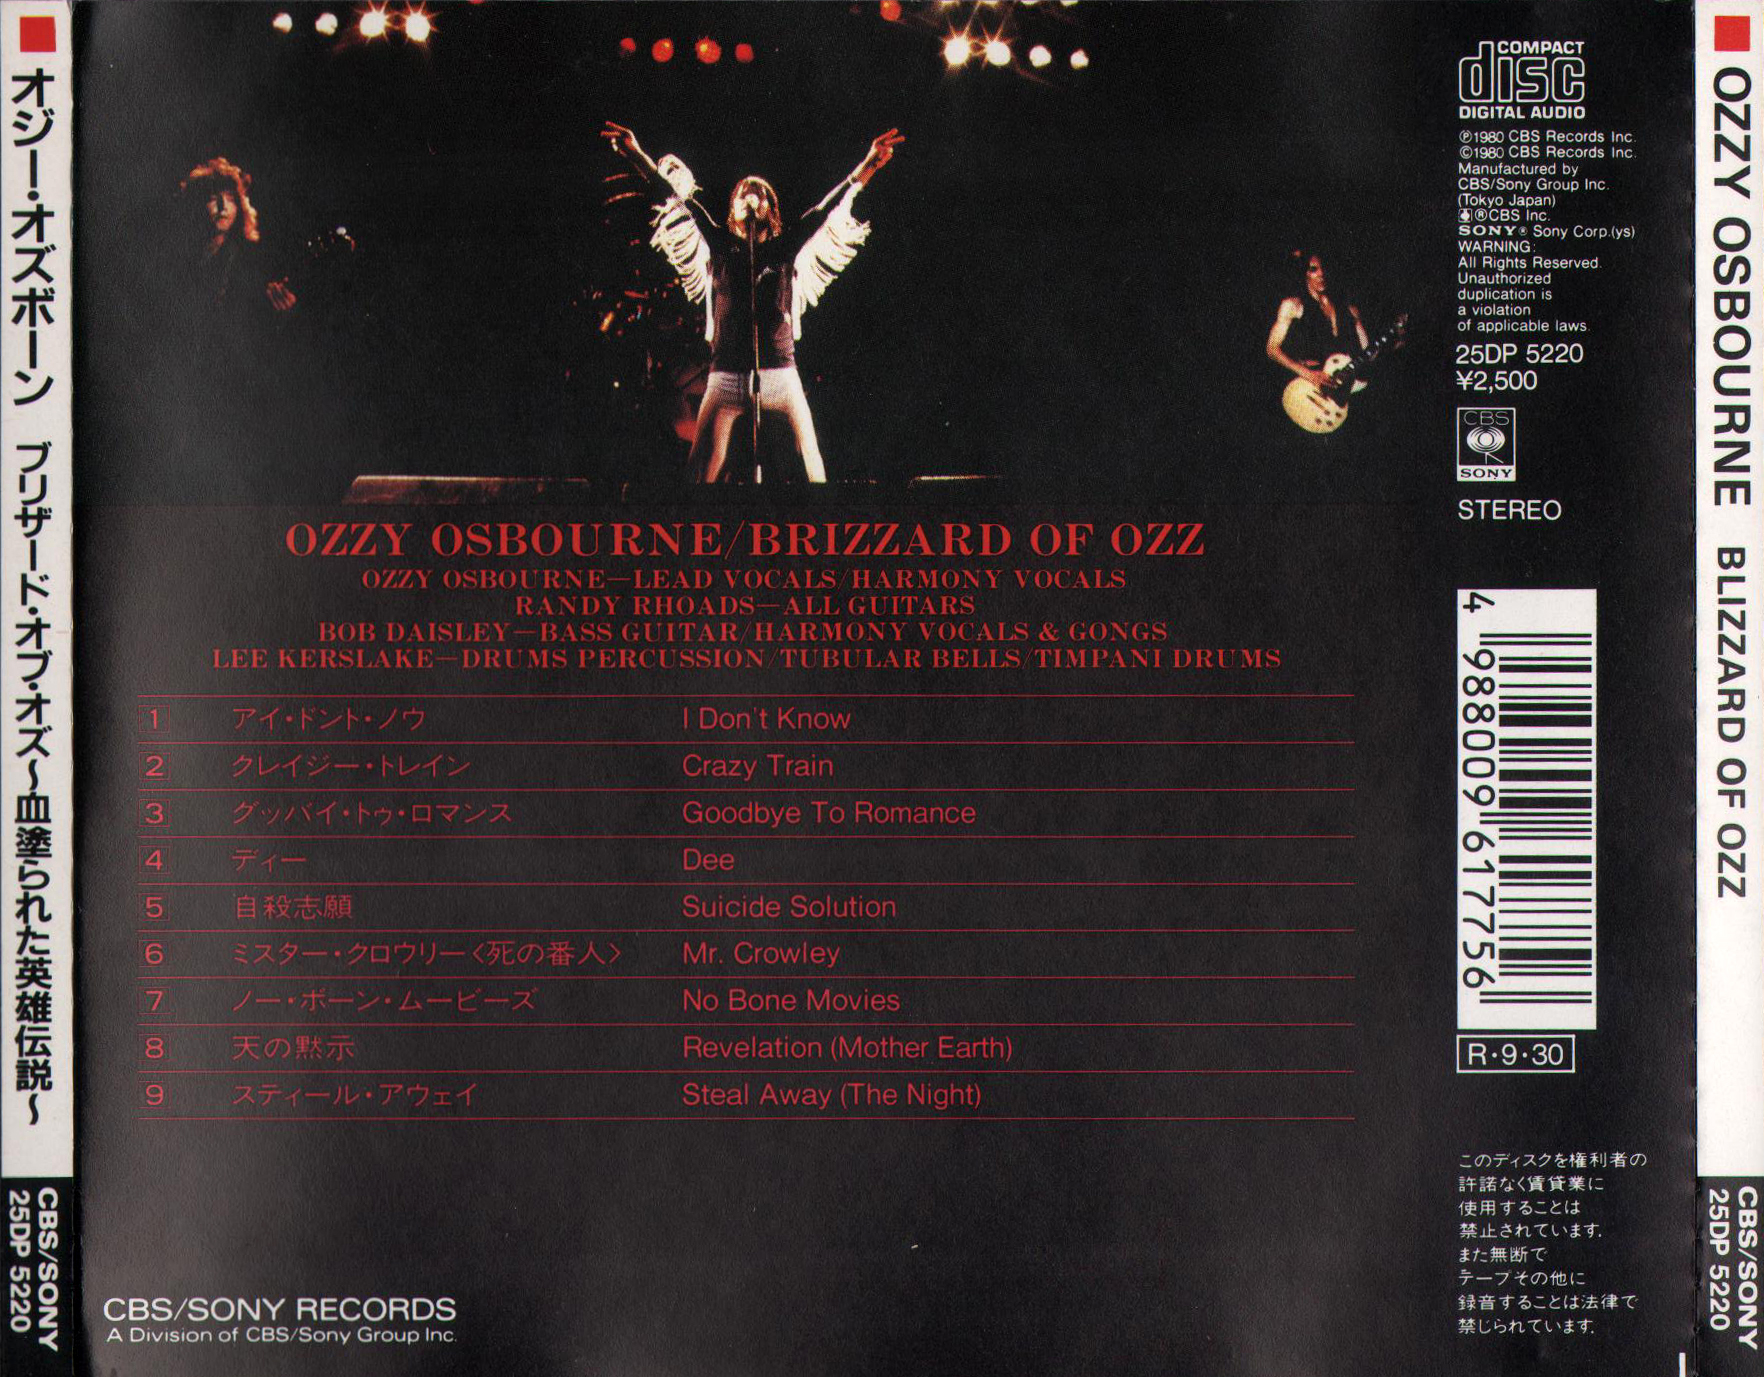 オジー・オズボーン ブリザード・オブ・オズ〜血塗られた英雄伝説〜
CBS/SONY
25DP 5220
COMPACT
disc
DIGITAL AUDIO
℗1980 CBS Records Inc.
©1980 CBS Records Inc.
Manufactured by
CBS/Sony Group Inc.
(Tokyo Japan)
®CBS Inc.
SONY® Sony Corp.(ys)
WARNING:
All Rights Reserved.
Unauthorized
duplication is
a violation
of applicable laws.
25DP 5220
¥2,500
CBS
SONY
STEREO
OZZY OSBOURNE/BRIZZARD OF OZZ
OZZY OSBOURNE—LEAD VOCALS/HARMONY VOCALS
RANDY RHOADS—ALL GUITARS
BOB DAISLEY—BASS GUITAR/HARMONY VOCALS & GONGS
LEE KERSLAKE—DRUMS PERCUSSION/TUBULAR BELLS/TIMPANI DRUMS
1 アイ・ドント・ノウ I Don't Know
2 クレイジー・トレイン Crazy Train
3 グッバイ・トゥ・ロマンス Goodbye To Romance
4 ディー Dee
5 自殺志願 Suicide Solution
6 ミスター・クロウリー〈死の番人〉 Mr. Crowley
7 ノー・ボーン・ムービーズ No Bone Movies
8 天の黙示 Revelation (Mother Earth)
9 スティール・アウェイ Steal Away (The Night)
4 988009 617756
R・9・30
このディスクを権利者の
許諾なく賃貸業に
使用することは
禁止されています。
また無断で
テープその他に
録音することは法律で
禁じられています。
CBS/SONY RECORDS
A Division of CBS/Sony Group Inc.
OZZY OSBOURNE BLIZZARD OF OZZ
CBS/SONY
25DP 5220